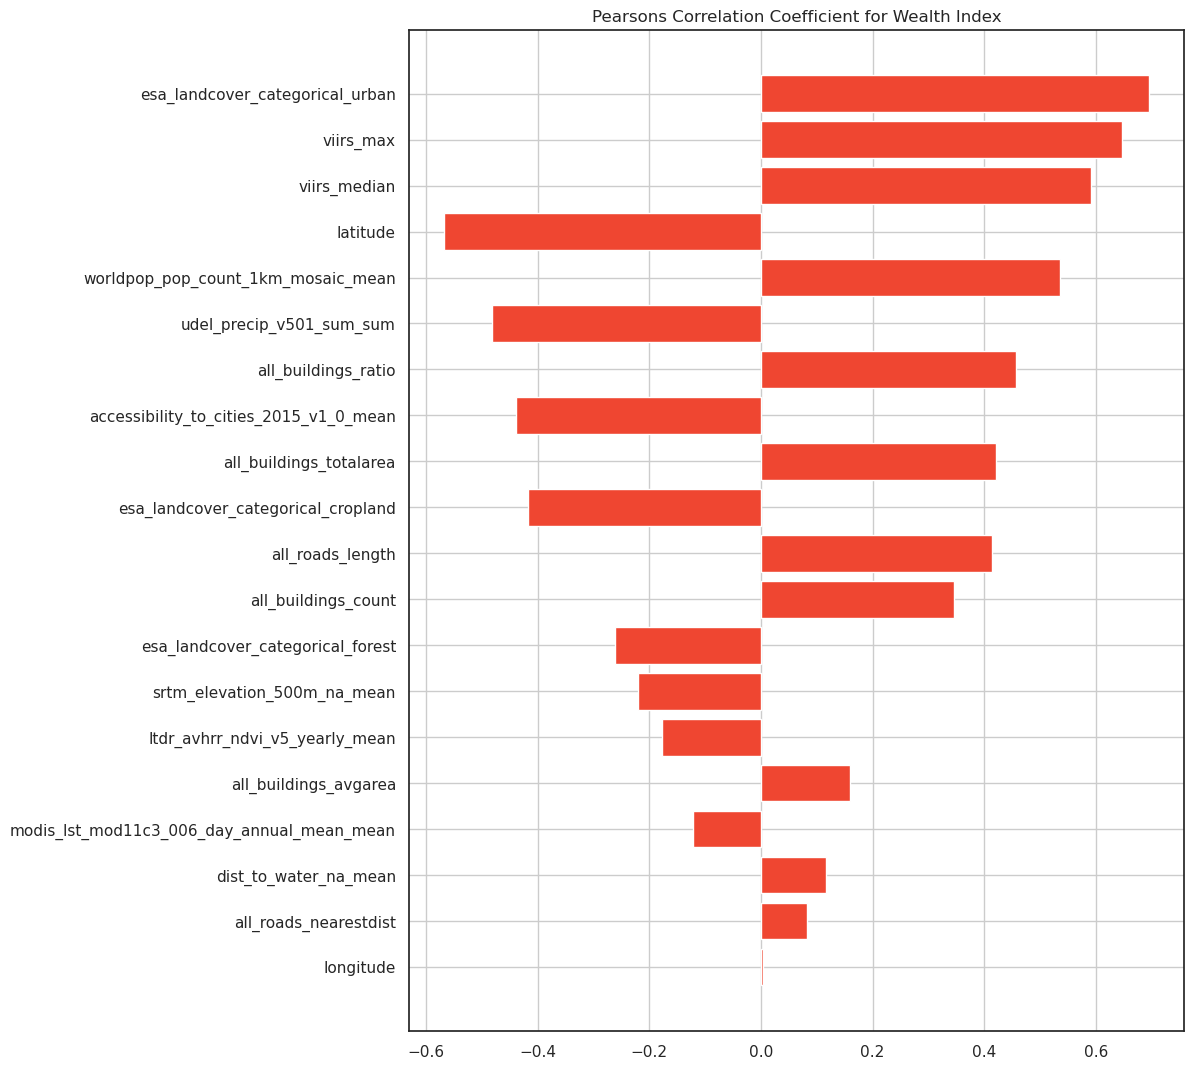 Pearsons Correlation Coefficient for Wealth Index
esa_landcover_categorical_urban
viirs_max
viirs_median
latitude
worldpop_pop_count_1km_mosaic_mean
udel_precip_v501_sum_sum
all_buildings_ratio
accessibility_to_cities_2015_v1_0_mean
all_buildings_totalarea
esa_landcover_categorical_cropland
all_roads_length
all_buildings_count
esa_landcover_categorical_forest
srtm_elevation_500m_na_mean
ltdr_avhrr_ndvi_v5_yearly_mean
all_buildings_avgarea
modis_lst_mod11c3_006_day_annual_mean_mean
dist_to_water_na_mean
all_roads_nearestdist
longitude
−0.6 −0.4 −0.2 0.0 0.2 0.4 0.6